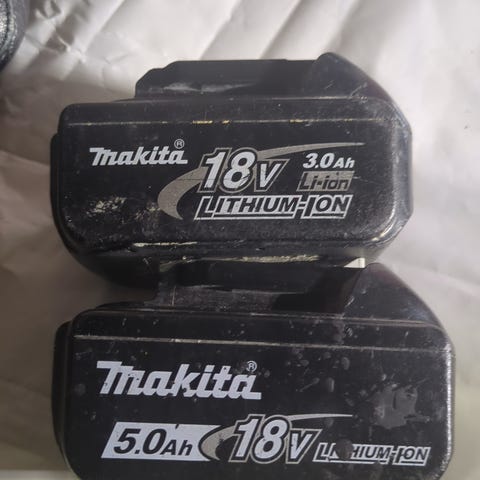 makita® 18V 3.0Ah
Li-ion
LITHIUM-ION
makita®
5.0Ah 18V LITHIUM-ION